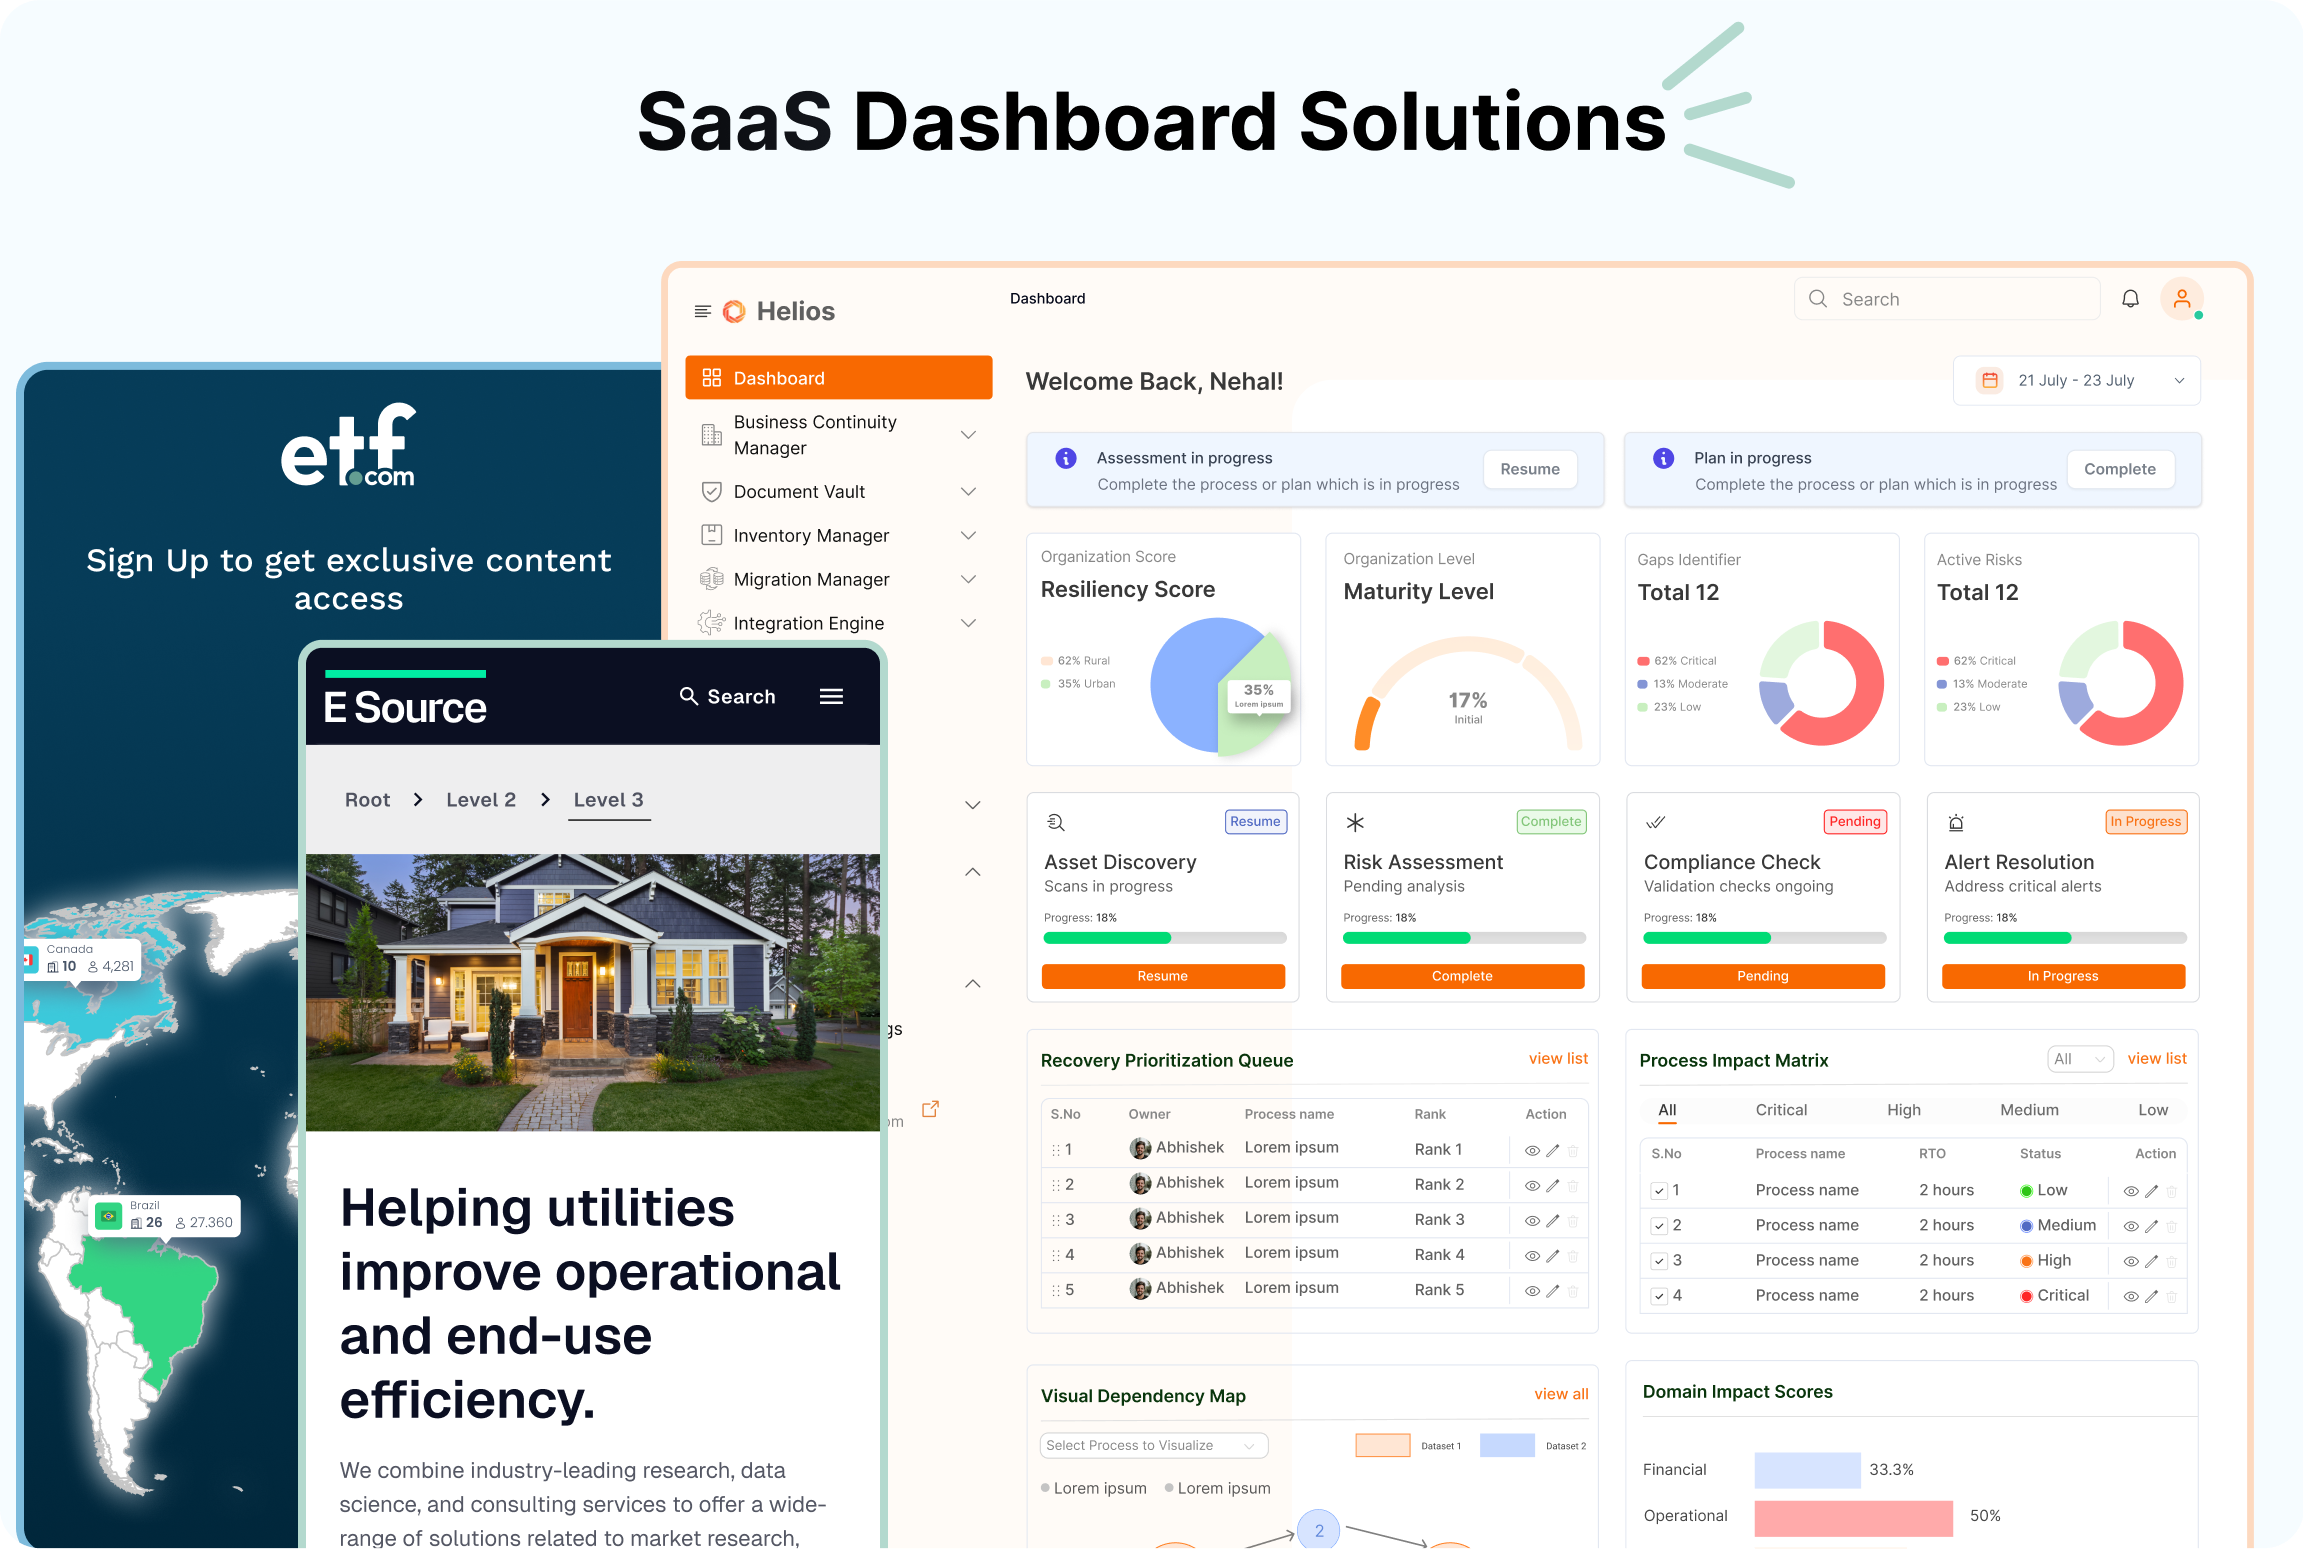 SaaS Dashboard Solutions
etf
.com
Sign Up to get exclusive content
access
Canada
10 4,281
Brazil
26 27.360
E Source
Search
Root
Level 2
Level 3
Helping utilities
improve operational
and end-use
efficiency.
We combine industry-leading research, data
science, and consulting services to offer a wide-
range of solutions related to market research,
Helios
Dashboard
Business Continuity
Manager
Document Vault
Inventory Manager
Migration Manager
Integration Engine
gs
om
Dashboard
Search
Welcome Back, Nehal!
21 July - 23 July
Assessment in progress
Complete the process or plan which is in progress
Resume
Plan in progress
Complete the process or plan which is in progress
Complete
Organization Score
Resiliency Score
62% Rural
35% Urban
35%
Lorem ipsum
Organization Level
Maturity Level
17%
Initial
Gaps Identifier
Total 12
62% Critical
13% Moderate
23% Low
Active Risks
Total 12
62% Critical
13% Moderate
23% Low
Resume
Asset Discovery
Scans in progress
Progress: 18%
Resume
Complete
Risk Assessment
Pending analysis
Progress: 18%
Complete
Pending
Compliance Check
Validation checks ongoing
Progress: 18%
Pending
In Progress
Alert Resolution
Address critical alerts
Progress: 18%
In Progress
Recovery Prioritization Queue
view list
S.No Owner Process name Rank Action
1 Abhishek Lorem ipsum Rank 1
2 Abhishek Lorem ipsum Rank 2
3 Abhishek Lorem ipsum Rank 3
4 Abhishek Lorem ipsum Rank 4
5 Abhishek Lorem ipsum Rank 5
Process Impact Matrix
All
view list
All Critical High Medium Low
S.No Process name RTO Status Action
1 Process name 2 hours Low
2 Process name 2 hours Medium
3 Process name 2 hours High
4 Process name 2 hours Critical
Visual Dependency Map
view all
Select Process to Visualize
Dataset 1
Dataset 2
Lorem ipsum
Lorem ipsum
2
Domain Impact Scores
Financial 33.3%
Operational 50%